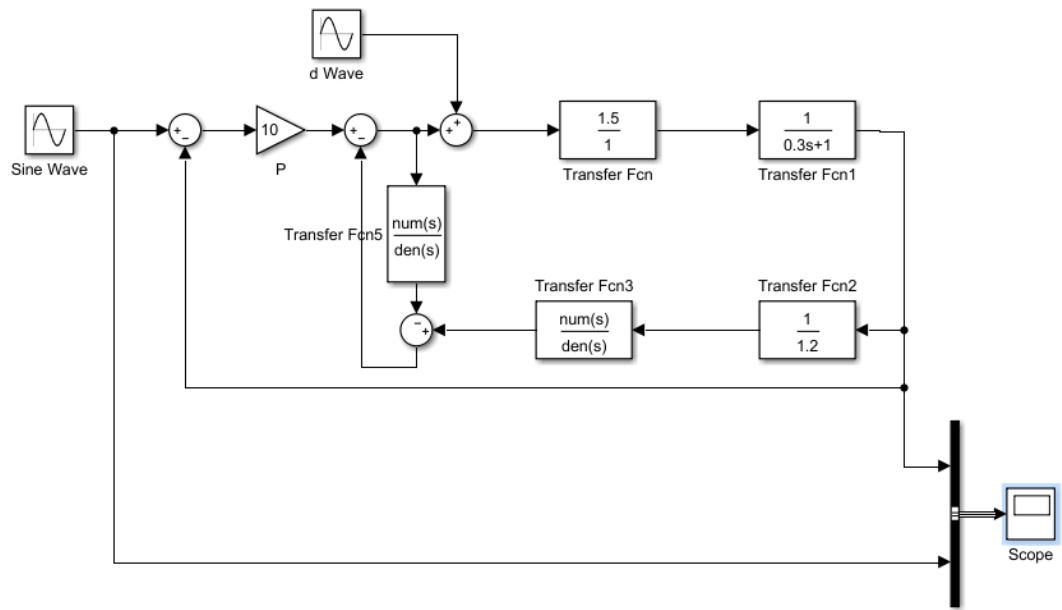 d Wave
Sine Wave
+
−
10
P
+
−
+
+
1.5
1
Transfer Fcn
1
0.3s+1
Transfer Fcn1
Transfer Fcn5
num(s)
den(s)
−
+
Transfer Fcn3
num(s)
den(s)
Transfer Fcn2
1
1.2
Scope